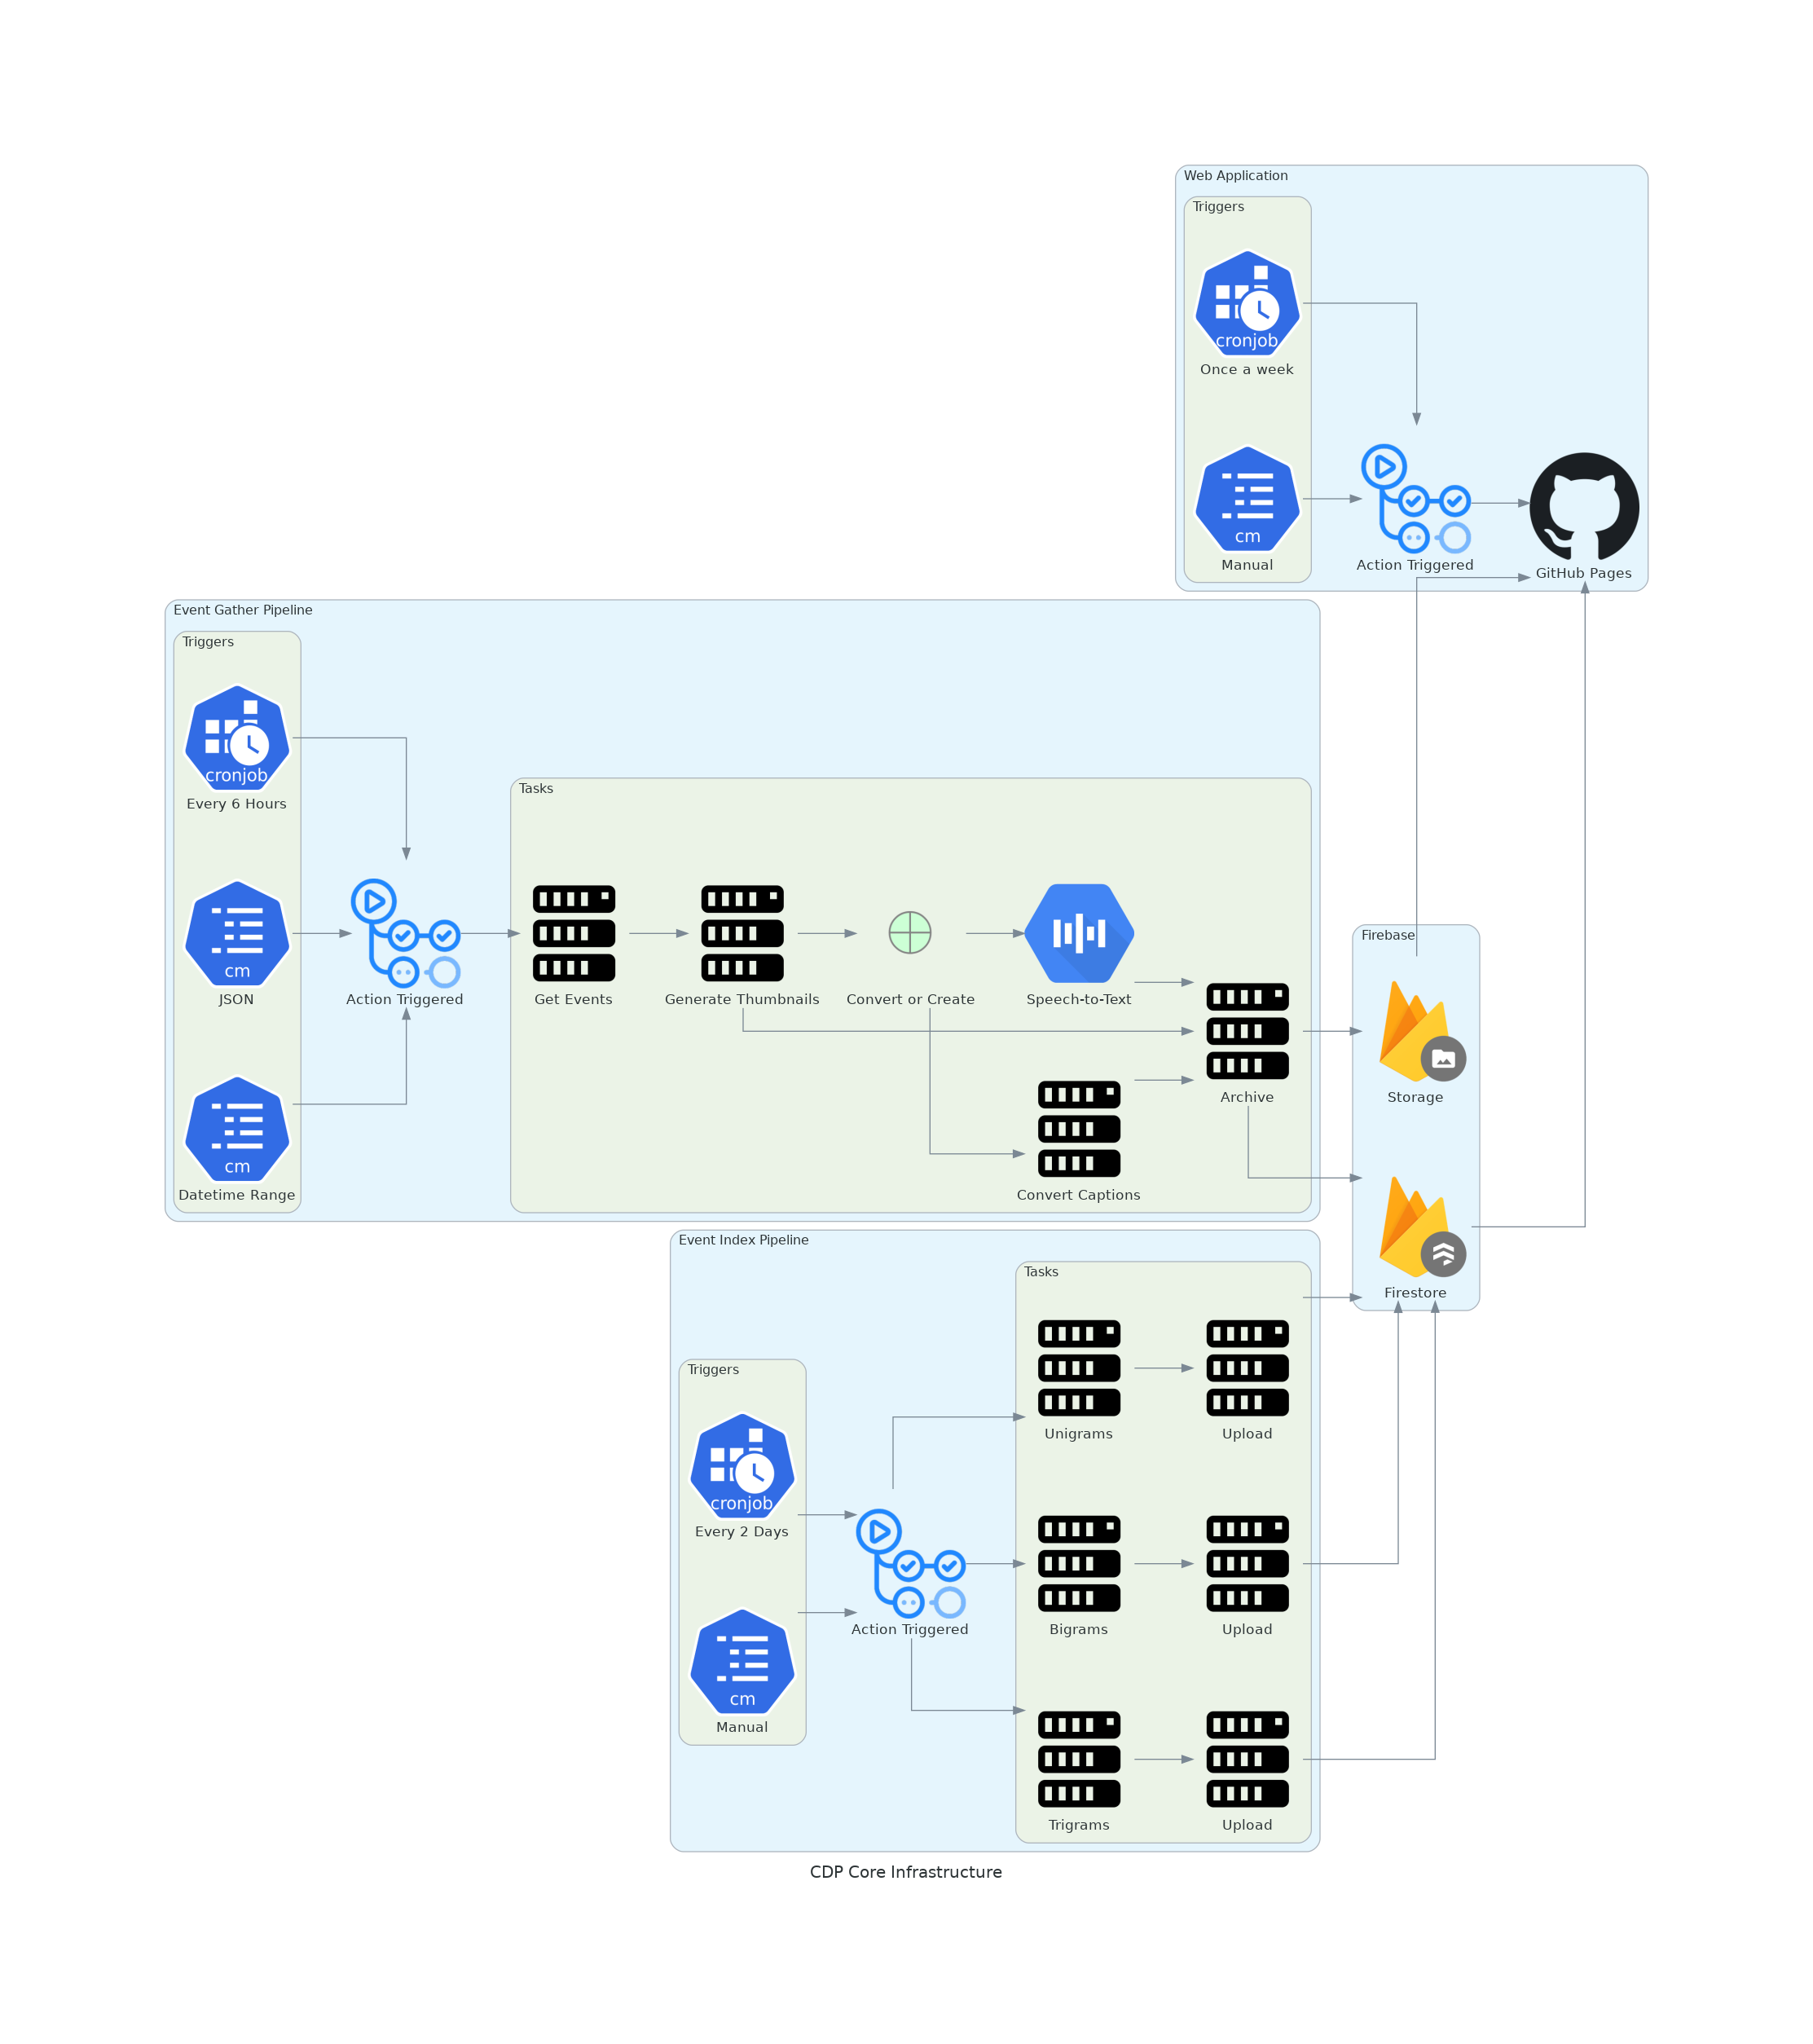 Web Application
Triggers
cronjob
Once a week
cm
Manual
Action Triggered
GitHub Pages
Event Gather Pipeline
Triggers
cronjob
Every 6 Hours
cm
JSON
cm
Datetime Range
Action Triggered
Tasks
Get Events
Generate Thumbnails
Convert or Create
Speech-to-Text
Convert Captions
Archive
Firebase
Storage
Firestore
Event Index Pipeline
Triggers
cronjob
Every 2 Days
cm
Manual
Action Triggered
Tasks
Unigrams
Upload
Bigrams
Upload
Trigrams
Upload
CDP Core Infrastructure